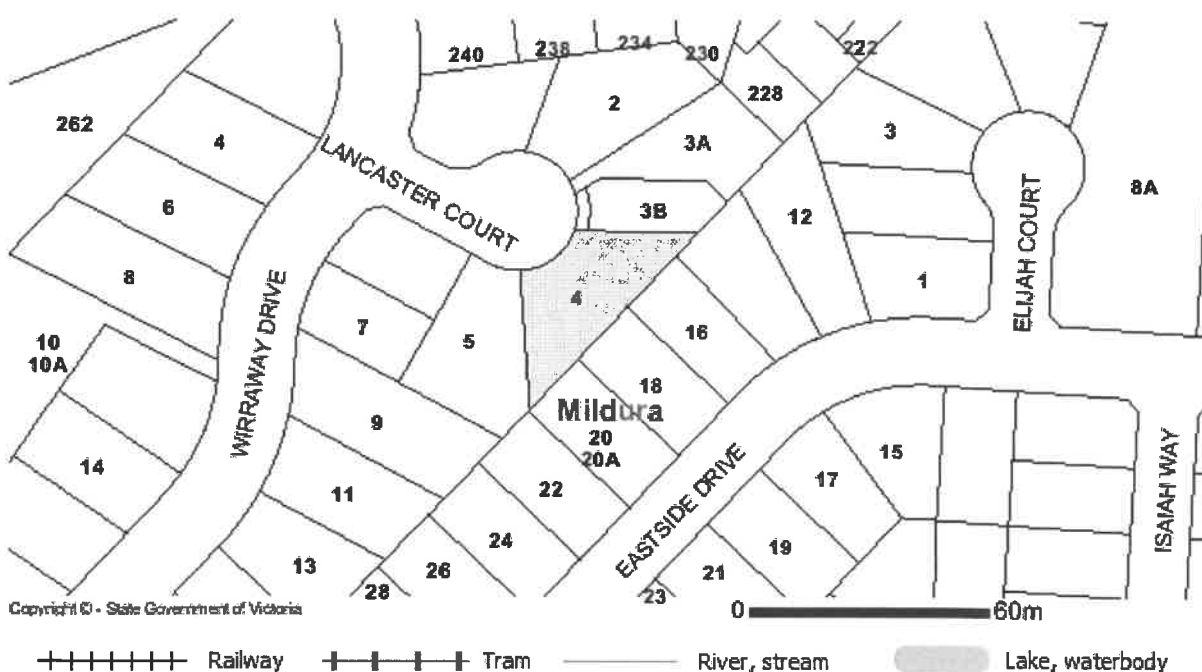 240
238
234
230
222
262
4
2
228
3A
3
8A
LANCASTER COURT
6
3B
12
8
4
1
ELIJAH COURT
WIRRAWAY DRIVE
10
10A
7
5
16
18
Mildura
9
20
20A
14
15
22
17
EASTSIDE DRIVE
ISAIAH WAY
11
24
19
13
26
21
28
23
Copyright © - State Government of Victoria
0 60m
Railway Tram River, stream Lake, waterbody